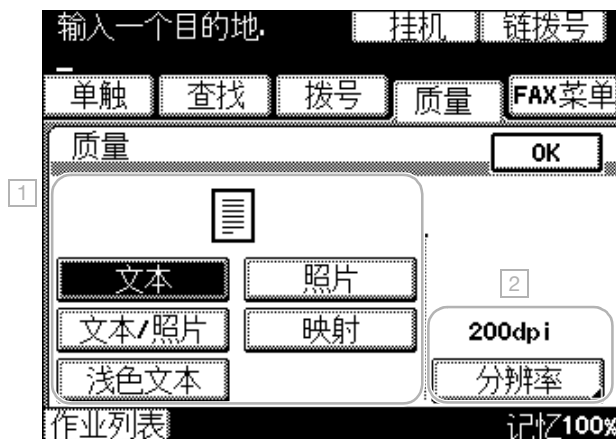 输入一个目的地. 挂机 链拨号
单触 查找 拨号 质量 FAX菜单
质量 OK
1
2
文本 照片
文本/照片 映射 200dpi
浅色文本 分辨率
作业列表 记忆100%